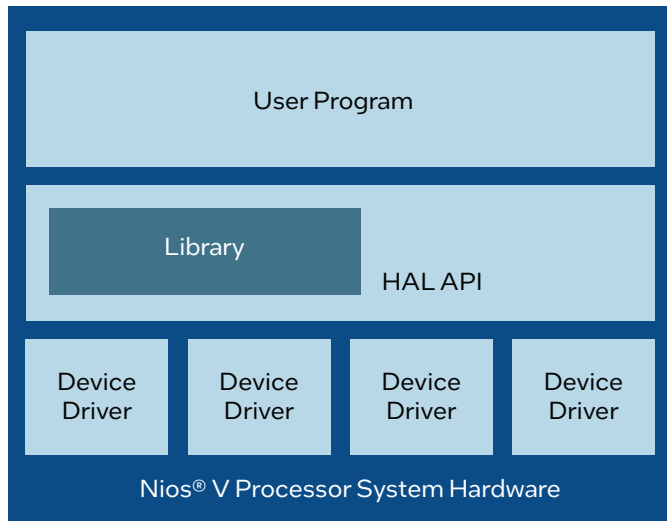 User Program
Library
HAL API
Device
Driver
Device
Driver
Device
Driver
Device
Driver
Nios® V Processor System Hardware